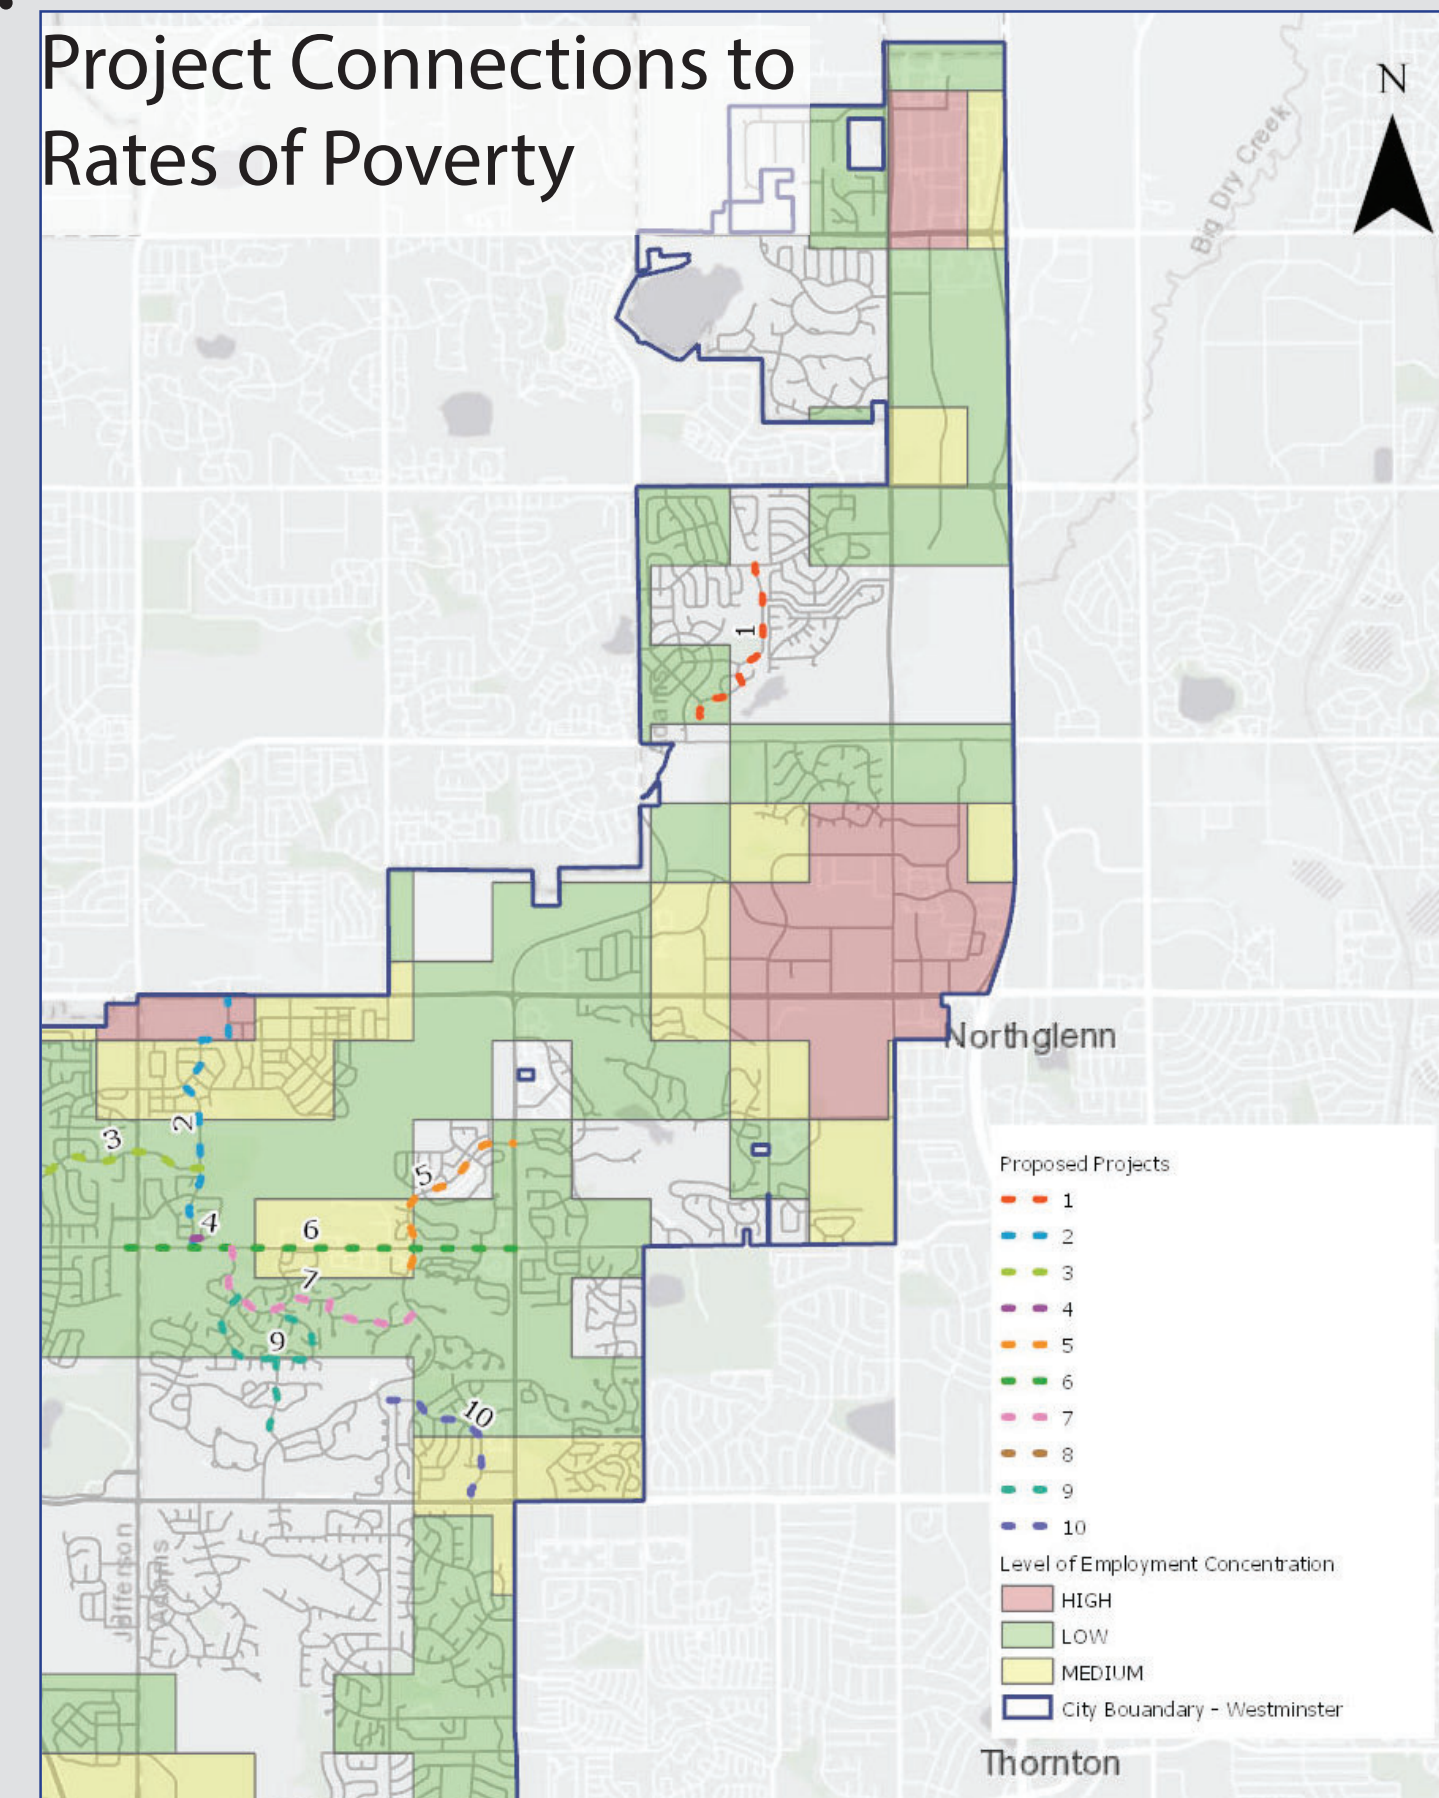 Project Connections to
Rates of Poverty
N
Big Dry Creek
1
Northglenn
2
3
5
4
6
7
9
10
Jefferson
Adams
Proposed Projects
1
2
3
4
5
6
7
8
9
10
Level of Employment Concentration
HIGH
LOW
MEDIUM
City Bouandary - Westminster
Thornton